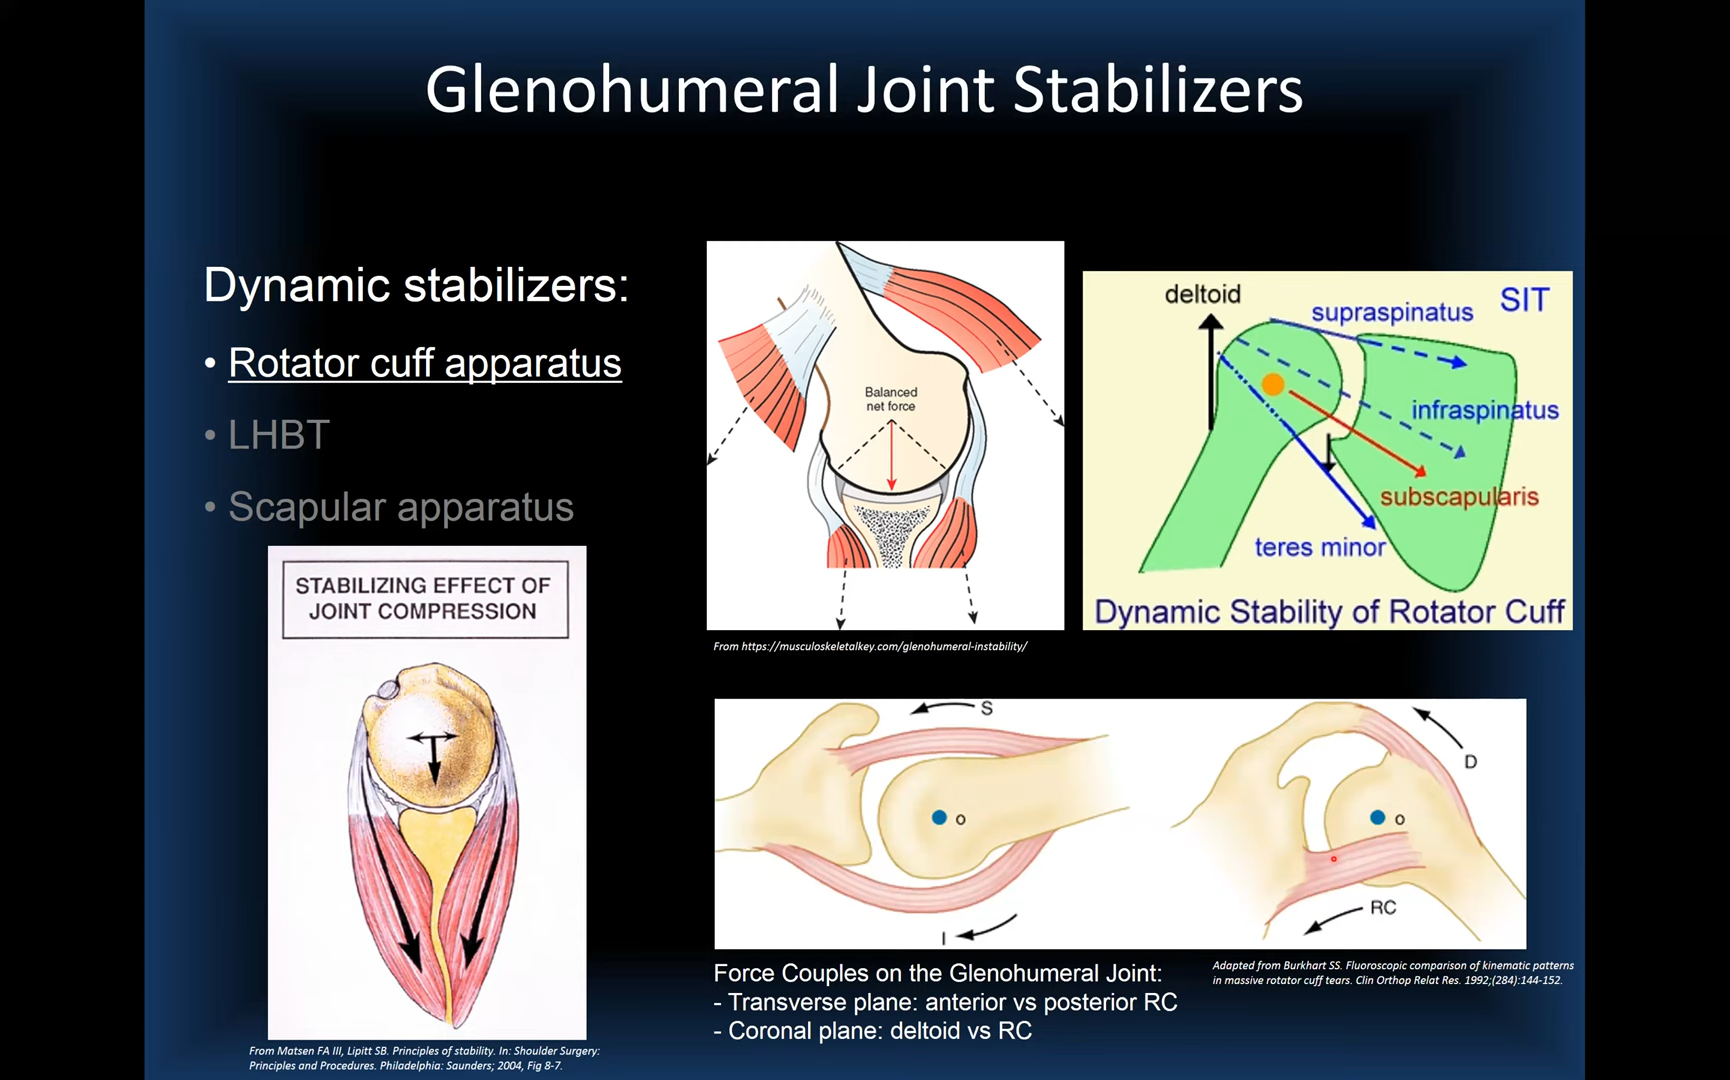 Glenohumeral Joint Stabilizers
Dynamic stabilizers:
• Rotator cuff apparatus
• LHBT
• Scapular apparatus
STABILIZING EFFECT OF
JOINT COMPRESSION
From Matsen FA III, Lipitt SB. Principles of stability. In: Shoulder Surgery:
Principles and Procedures. Philadelphia: Saunders; 2004, Fig 8-7.
Balanced
net force
From https://musculoskeletalkey.com/glenohumeral-instability/
deltoid
SIT
supraspinatus
infraspinatus
subscapularis
teres minor
Dynamic Stability of Rotator Cuff
S
O
I
D
O
RC
Force Couples on the Glenohumeral Joint:
- Transverse plane: anterior vs posterior RC
- Coronal plane: deltoid vs RC
Adapted from Burkhart SS. Fluoroscopic comparison of kinematic patterns
in massive rotator cuff tears. Clin Orthop Relat Res. 1992;(284):144-152.